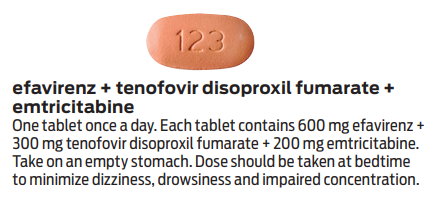 123
efavirenz + tenofovir disoproxil fumarate +
emtricitabine
One tablet once a day. Each tablet contains 600 mg efavirenz +
300 mg tenofovir disoproxil fumarate + 200 mg emtricitabine.
Take on an empty stomach. Dose should be taken at bedtime
to minimize dizziness, drowsiness and impaired concentration.